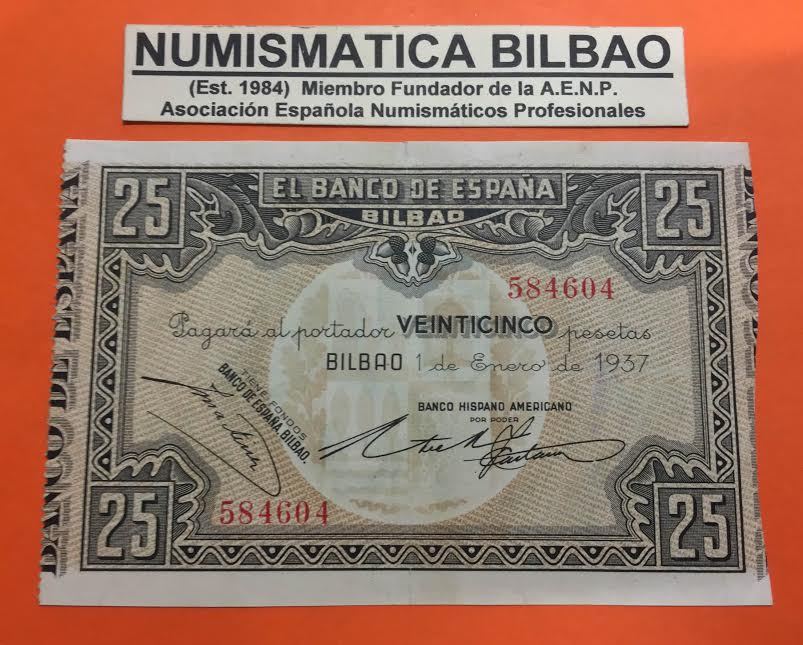 NUMISMATICA BILBAO
(Est. 1984) Miembro Fundador de la A.E.N.P.
Asociación Española Numismáticos Profesionales
25 EL BANCO DE ESPAÑA 25
BILBAO
584604
Pagará al portador VEINTICINCO pesetas
BILBAO 1 de Enero de 1937
TIENE FONDOS
BANCO DE ESPAÑA. BILBAO.
BANCO HISPANO AMERICANO
POR PODER
584604
25 25
BANCO DE ESPAÑA